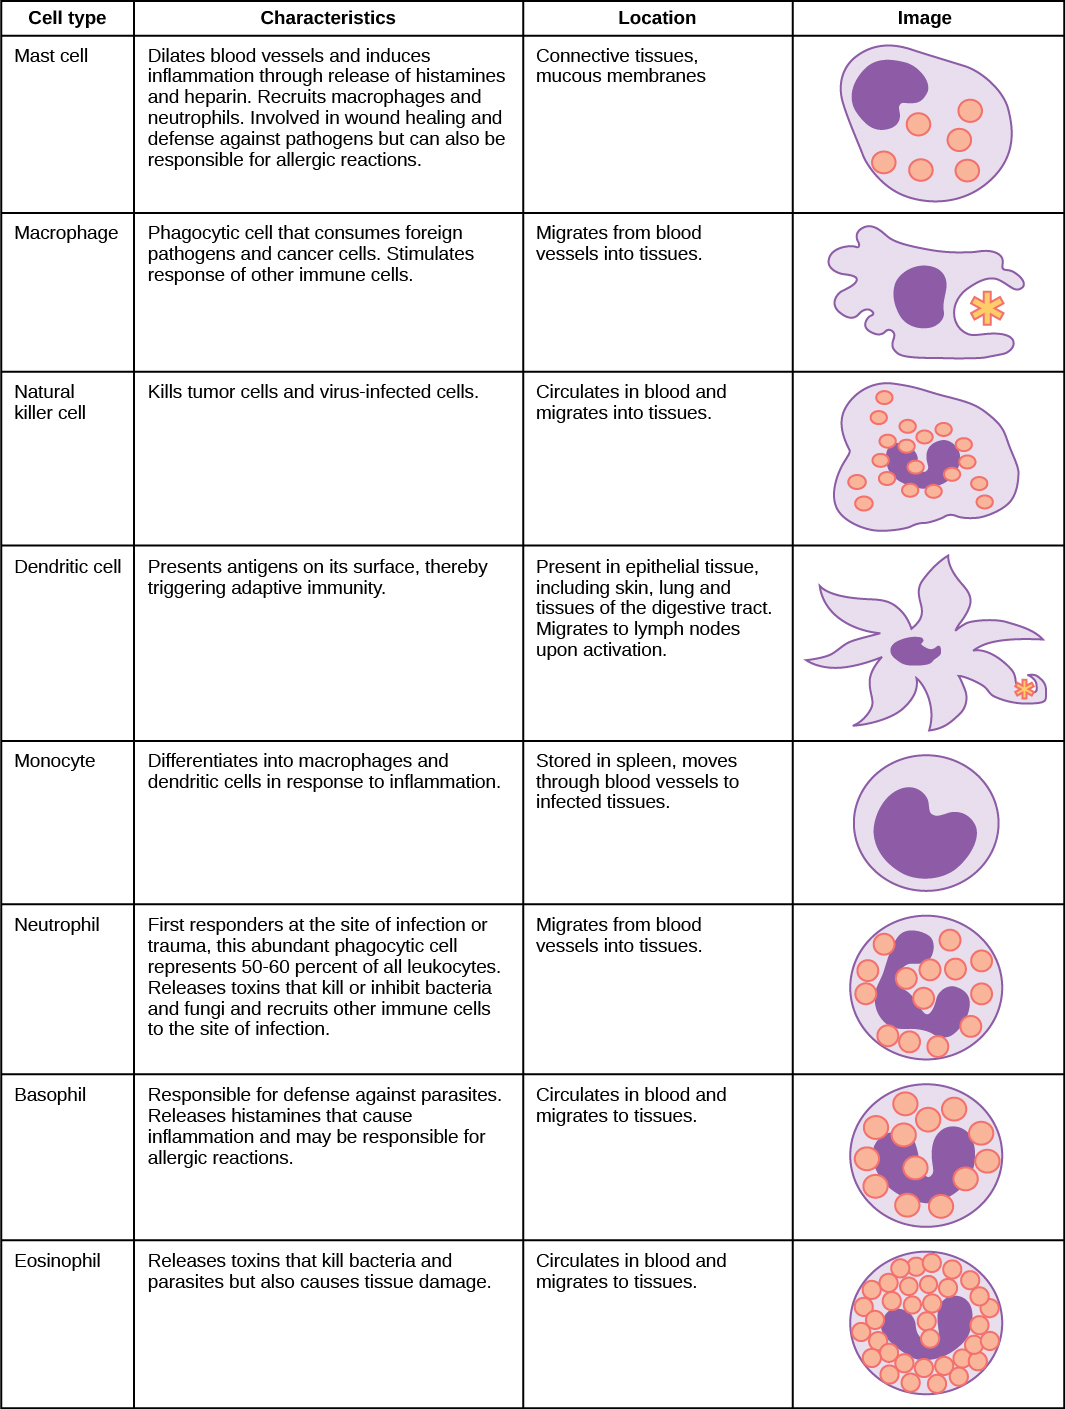 Cell type
Characteristics
Location
Image
Mast cell
Dilates blood vessels and induces
inflammation through release of histamines
and heparin. Recruits macrophages and
neutrophils. Involved in wound healing and
defense against pathogens but can also be
responsible for allergic reactions.
Connective tissues,
mucous membranes
Macrophage
Phagocytic cell that consumes foreign
pathogens and cancer cells. Stimulates
response of other immune cells.
Migrates from blood
vessels into tissues.
Natural
killer cell
Kills tumor cells and virus-infected cells.
Circulates in blood and
migrates into tissues.
Dendritic cell
Presents antigens on its surface, thereby
triggering adaptive immunity.
Present in epithelial tissue,
including skin, lung and
tissues of the digestive tract.
Migrates to lymph nodes
upon activation.
Monocyte
Differentiates into macrophages and
dendritic cells in response to inflammation.
Stored in spleen, moves
through blood vessels to
infected tissues.
Neutrophil
First responders at the site of infection or
trauma, this abundant phagocytic cell
represents 50-60 percent of all leukocytes.
Releases toxins that kill or inhibit bacteria
and fungi and recruits other immune cells
to the site of infection.
Migrates from blood
vessels into tissues.
Basophil
Responsible for defense against parasites.
Releases histamines that cause
inflammation and may be responsible for
allergic reactions.
Circulates in blood and
migrates to tissues.
Eosinophil
Releases toxins that kill bacteria and
parasites but also causes tissue damage.
Circulates in blood and
migrates to tissues.